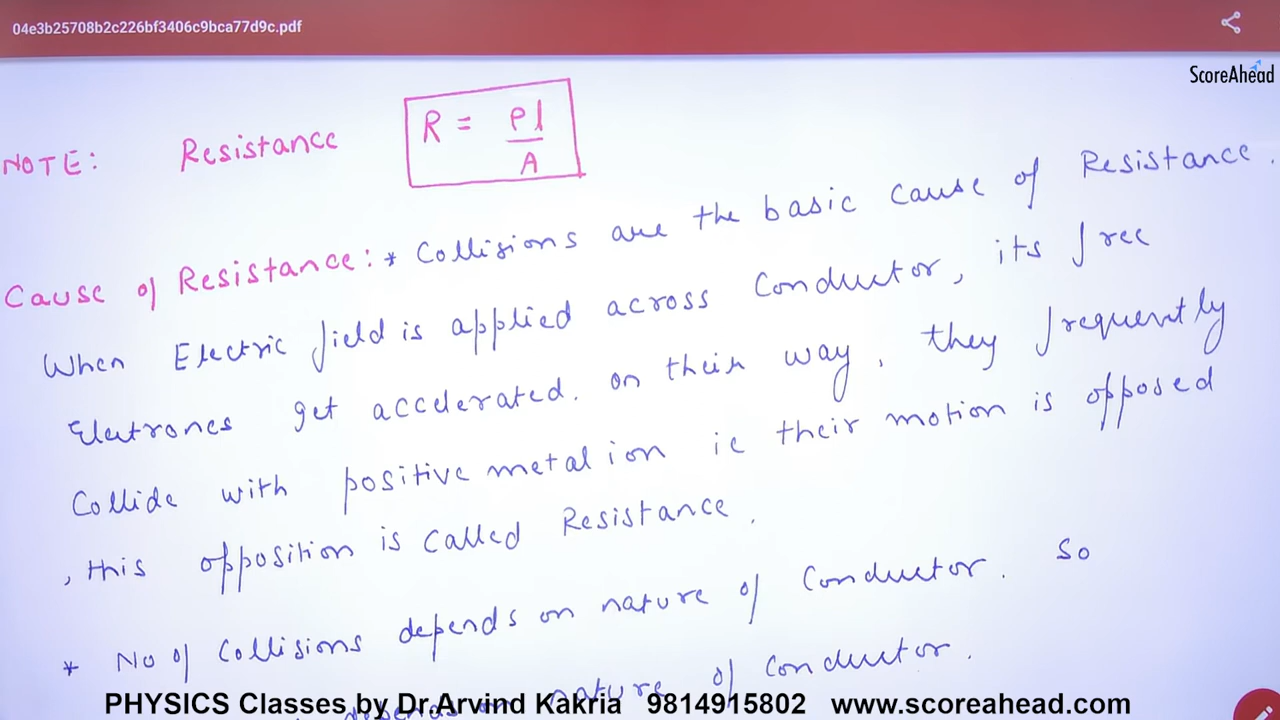 04e3b25708b2c226bf3406c9bca77d9c.pdf
ScoreAhead
NOTE: Resistance R = ρl/A
Cause of Resistance: * Collisions are the basic cause of Resistance.
When Electric field is applied across Conductor, its free
Elutrones get accelerated. on their way, they frequently
Collide with positive metal ion ie their motion is opposed
, this opposition is called Resistance.
* No of Collisions depends on nature of Conductor. So
nature of Conductor.
PHYSICS Classes by Dr.Arvind Kakria 9814915802 www.scoreahead.com